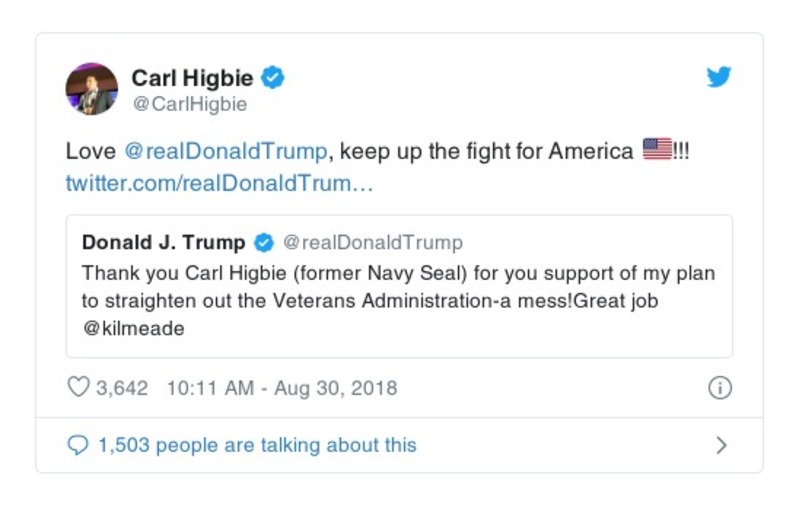 Carl Higbie
@CarlHigbie
Love @realDonaldTrump, keep up the fight for America 🇺🇸!!!
twitter.com/realDonaldTrum…
Donald J. Trump @realDonaldTrump
Thank you Carl Higbie (former Navy Seal) for you support of my plan
to straighten out the Veterans Administration-a mess!Great job
@kilmeade
3,642 10:11 AM - Aug 30, 2018
1,503 people are talking about this